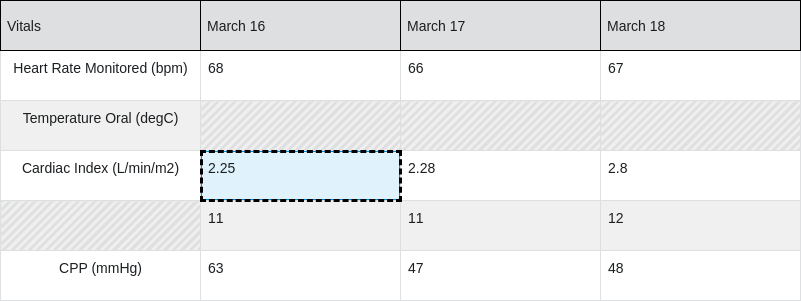 Vitals March 16 March 17 March 18
Heart Rate Monitored (bpm) 68 66 67
Temperature Oral (degC)
Cardiac Index (L/min/m2) 2.25 2.28 2.8
11 11 12
CPP (mmHg) 63 47 48